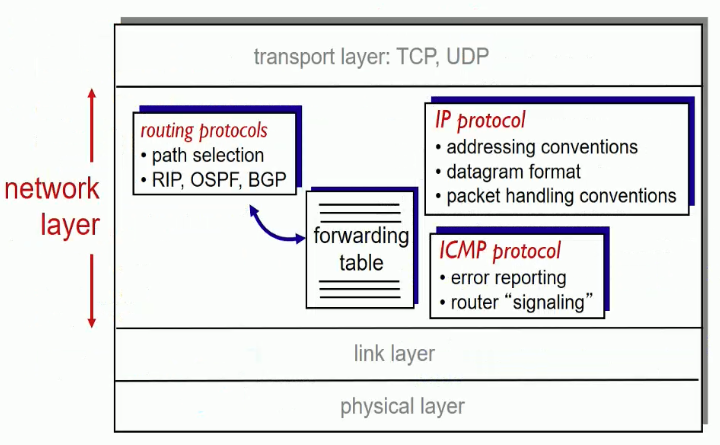 transport layer: TCP, UDP
network
layer
routing protocols
• path selection
• RIP, OSPF, BGP
forwarding
table
IP protocol
• addressing conventions
• datagram format
• packet handling conventions
ICMP protocol
• error reporting
• router “signaling”
link layer
physical layer